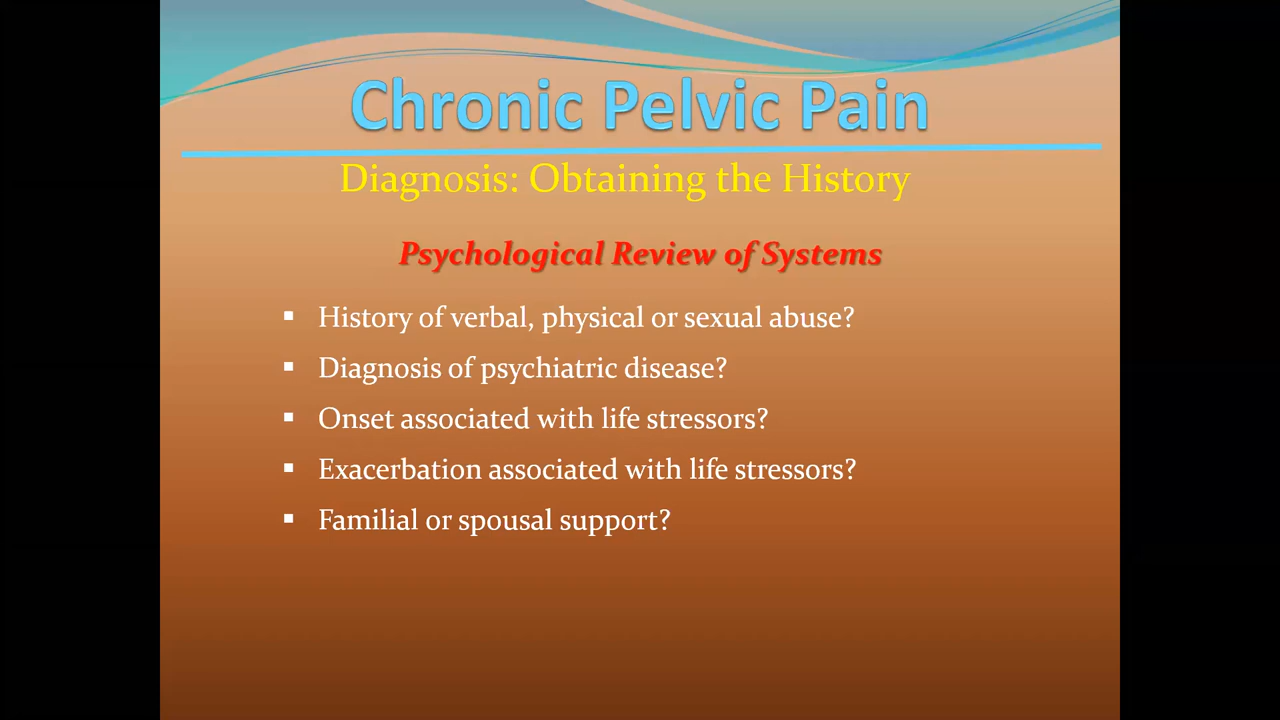 Chronic Pelvic Pain
Diagnosis: Obtaining the History
Psychological Review of Systems
▪ History of verbal, physical or sexual abuse?
▪ Diagnosis of psychiatric disease?
▪ Onset associated with life stressors?
▪ Exacerbation associated with life stressors?
▪ Familial or spousal support?